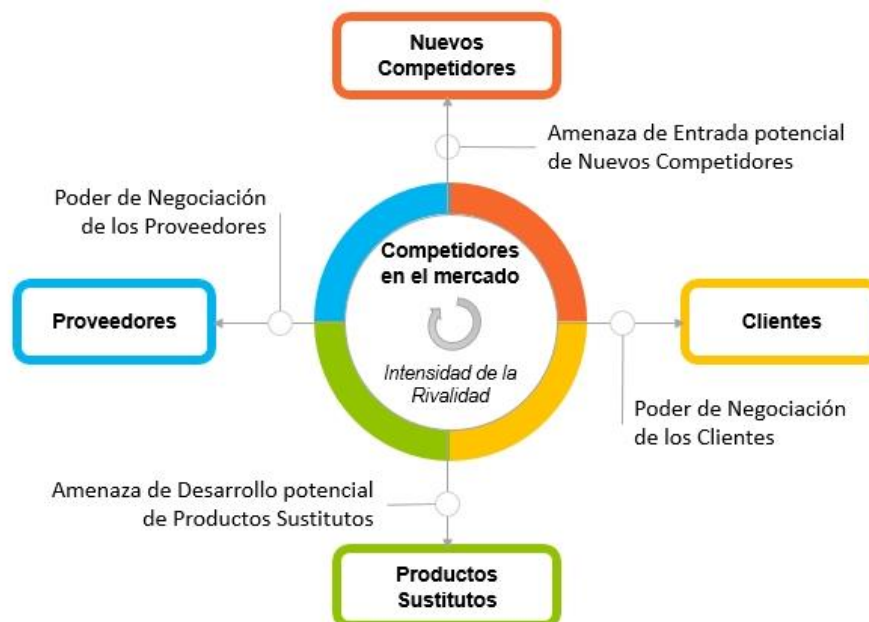 Nuevos
Competidores
Amenaza de Entrada potencial
de Nuevos Competidores
Poder de Negociación
de los Proveedores
Competidores
en el mercado
Proveedores
Clientes
Intensidad de la
Rivalidad
Poder de Negociación
de los Clientes
Amenaza de Desarrollo potencial
de Productos Sustitutos
Productos
Sustitutos